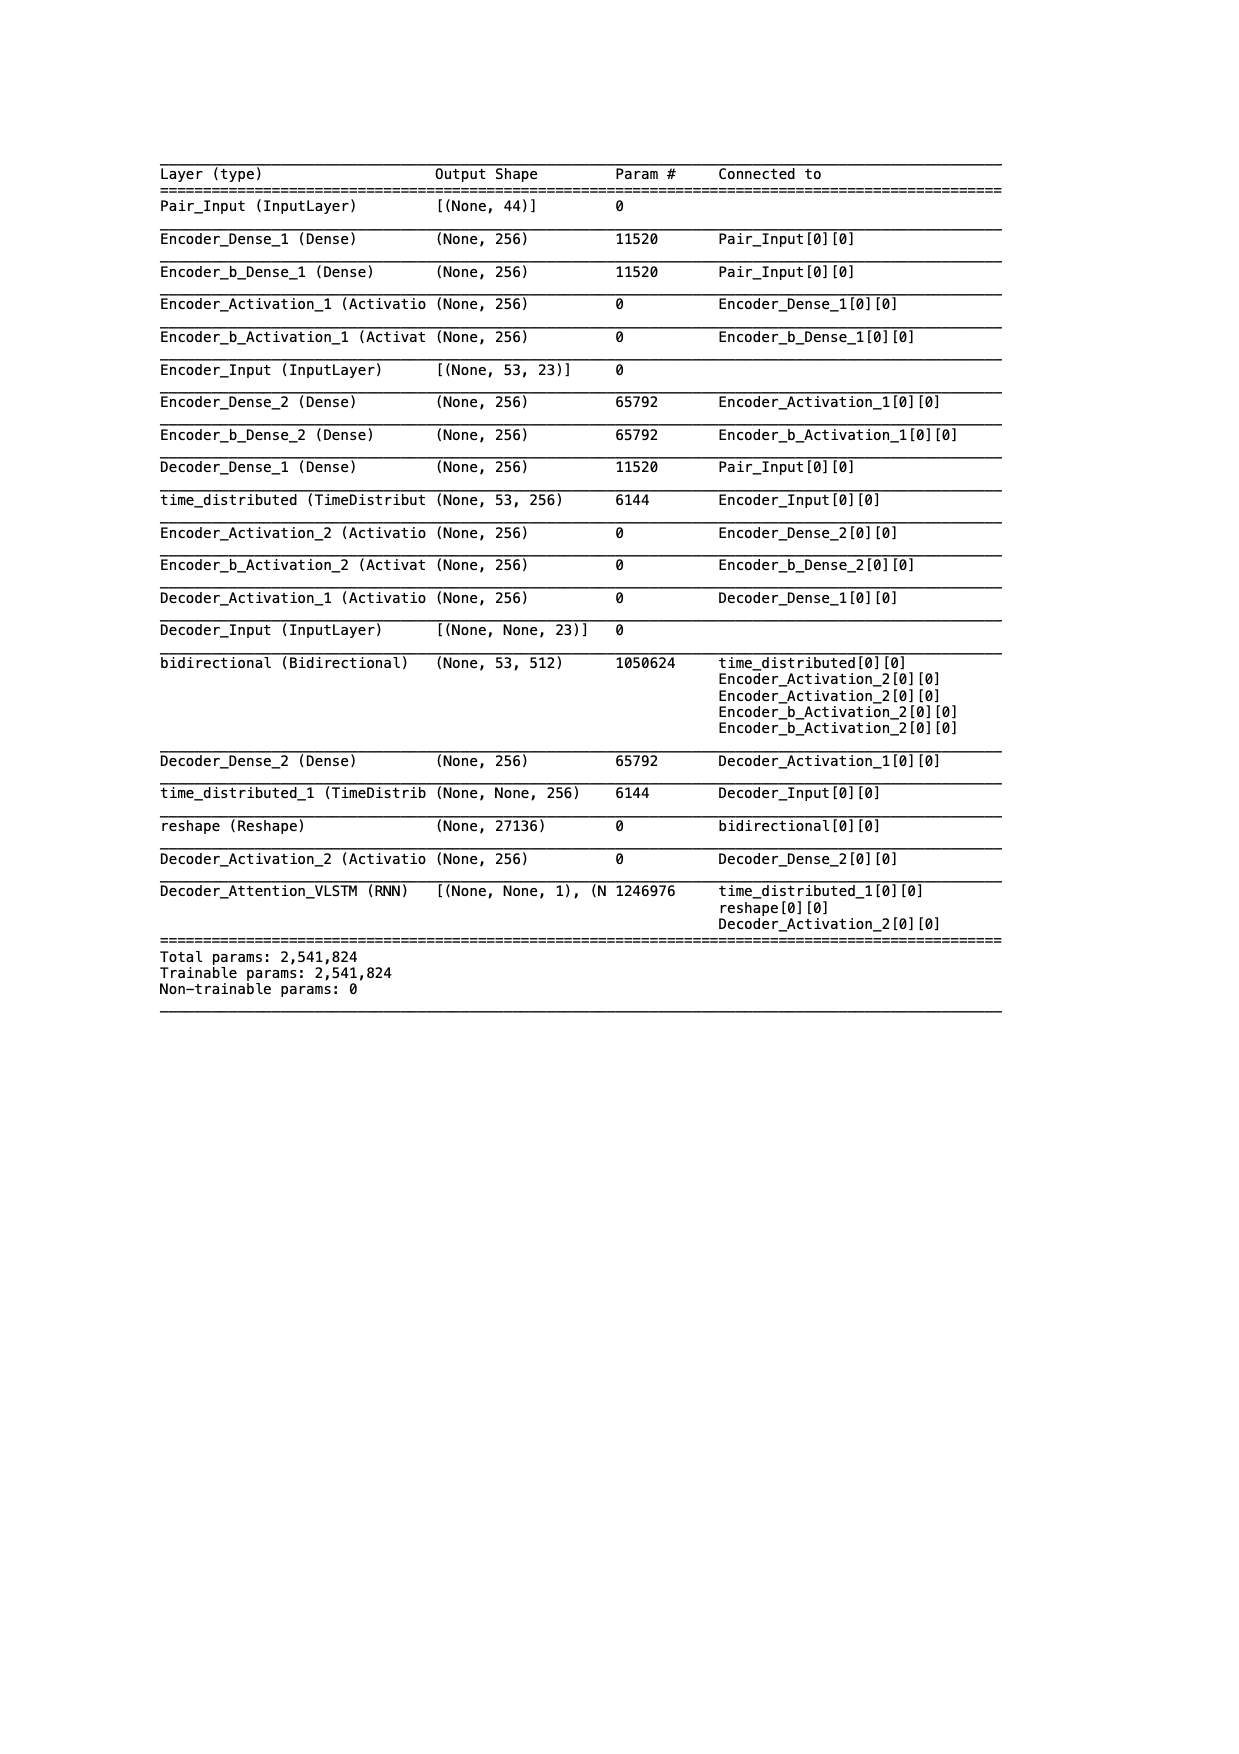 Layer (type) Output Shape Param # Connected to
==================================================================================================
Pair_Input (InputLayer) [(None, 44)] 0
Encoder_Dense_1 (Dense) (None, 256) 11520 Pair_Input[0][0]
Encoder_b_Dense_1 (Dense) (None, 256) 11520 Pair_Input[0][0]
Encoder_Activation_1 (Activatio (None, 256) 0 Encoder_Dense_1[0][0]
Encoder_b_Activation_1 (Activat (None, 256) 0 Encoder_b_Dense_1[0][0]
Encoder_Input (InputLayer) [(None, 53, 23)] 0
Encoder_Dense_2 (Dense) (None, 256) 65792 Encoder_Activation_1[0][0]
Encoder_b_Dense_2 (Dense) (None, 256) 65792 Encoder_b_Activation_1[0][0]
Decoder_Dense_1 (Dense) (None, 256) 11520 Pair_Input[0][0]
time_distributed (TimeDistribut (None, 53, 256) 6144 Encoder_Input[0][0]
Encoder_Activation_2 (Activatio (None, 256) 0 Encoder_Dense_2[0][0]
Encoder_b_Activation_2 (Activat (None, 256) 0 Encoder_b_Dense_2[0][0]
Decoder_Activation_1 (Activatio (None, 256) 0 Decoder_Dense_1[0][0]
Decoder_Input (InputLayer) [(None, None, 23)] 0
bidirectional (Bidirectional) (None, 53, 512) 1050624 time_distributed[0][0]
Encoder_Activation_2[0][0]
Encoder_Activation_2[0][0]
Encoder_b_Activation_2[0][0]
Encoder_b_Activation_2[0][0]
Decoder_Dense_2 (Dense) (None, 256) 65792 Decoder_Activation_1[0][0]
time_distributed_1 (TimeDistrib (None, None, 256) 6144 Decoder_Input[0][0]
reshape (Reshape) (None, 27136) 0 bidirectional[0][0]
Decoder_Activation_2 (Activatio (None, 256) 0 Decoder_Dense_2[0][0]
Decoder_Attention_VLSTM (RNN) [(None, None, 1), (N 1246976 time_distributed_1[0][0]
reshape[0][0]
Decoder_Activation_2[0][0]
==================================================================================================
Total params: 2,541,824
Trainable params: 2,541,824
Non-trainable params: 0